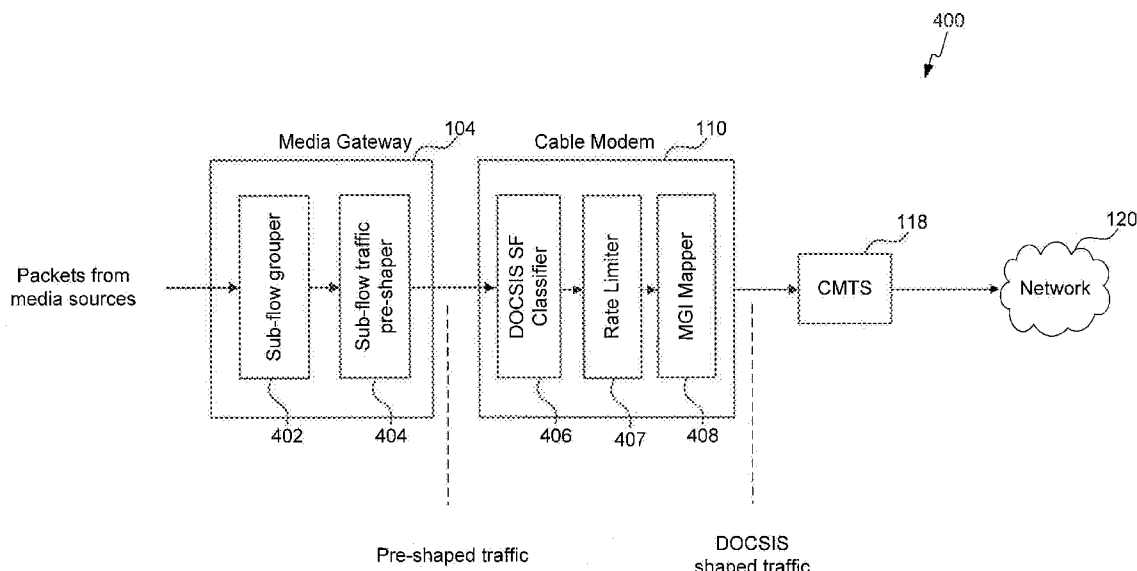 400
Media Gateway
104
Cable Modem
110
Packets from
media sources
Sub-flow grouper
Sub-flow traffic
pre-shaper
DOCSIS SF
Classifier
Rate Limiter
MGI Mapper
118
CMTS
120
Network
402
404
406
407
408
Pre-shaped traffic
DOCSIS
shaped traffic